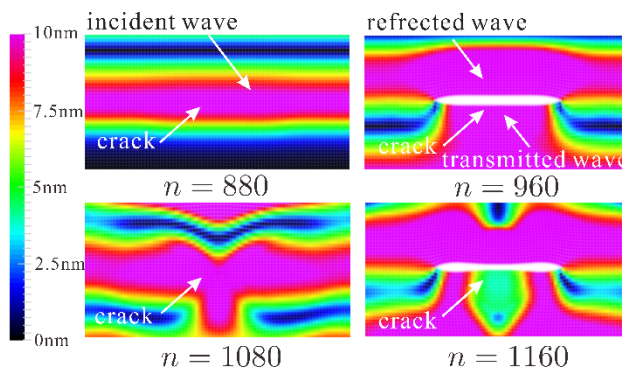 10nm
7.5nm
5nm
2.5nm
0nm
incident wave
crack
n = 880
refrected wave
crack
transmitted wave
n = 960
crack
n = 1080
crack
n = 1160